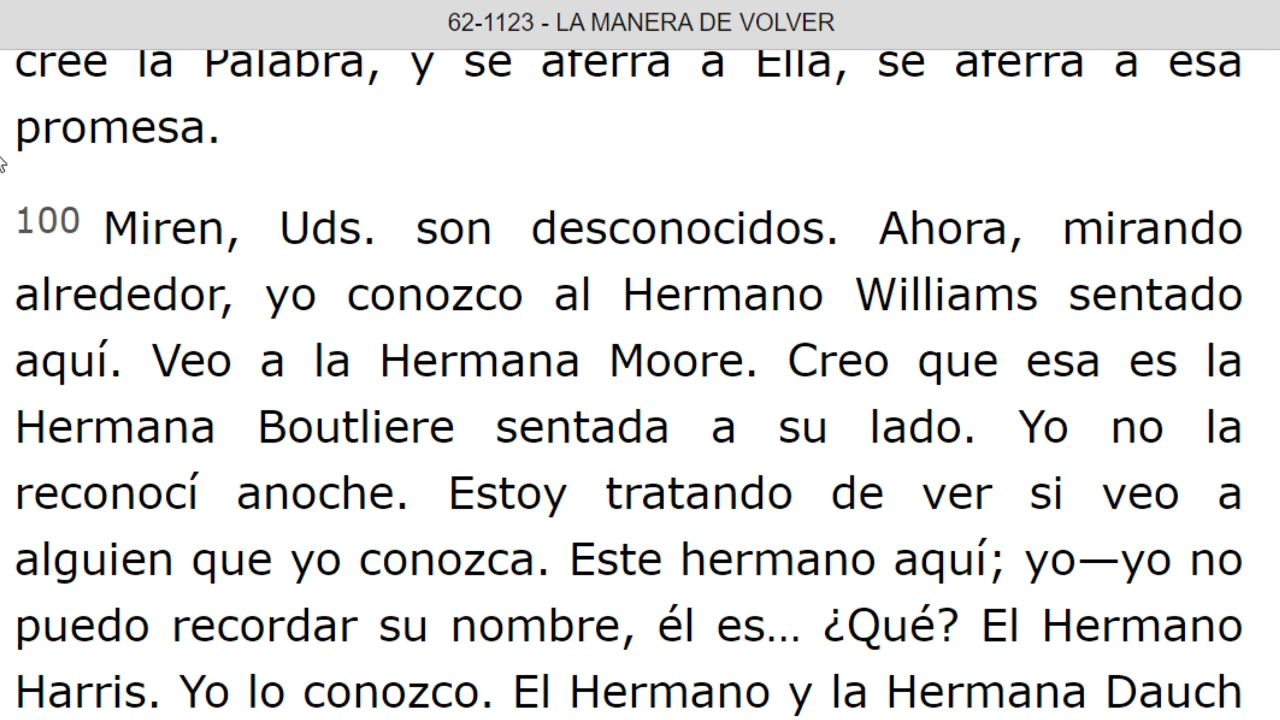 62-1123 - LA MANERA DE VOLVER
cree la Palabra, y se aferra a Ella, se aferra a esa
promesa.
100 Miren, Uds. son desconocidos. Ahora, mirando
alrededor, yo conozco al Hermano Williams sentado
aquí. Veo a la Hermana Moore. Creo que esa es la
Hermana Boutliere sentada a su lado. Yo no la
reconocí anoche. Estoy tratando de ver si veo a
alguien que yo conozca. Este hermano aquí; yo—yo no
puedo recordar su nombre, él es… ¿Qué? El Hermano
Harris. Yo lo conozco. El Hermano y la Hermana Dauch